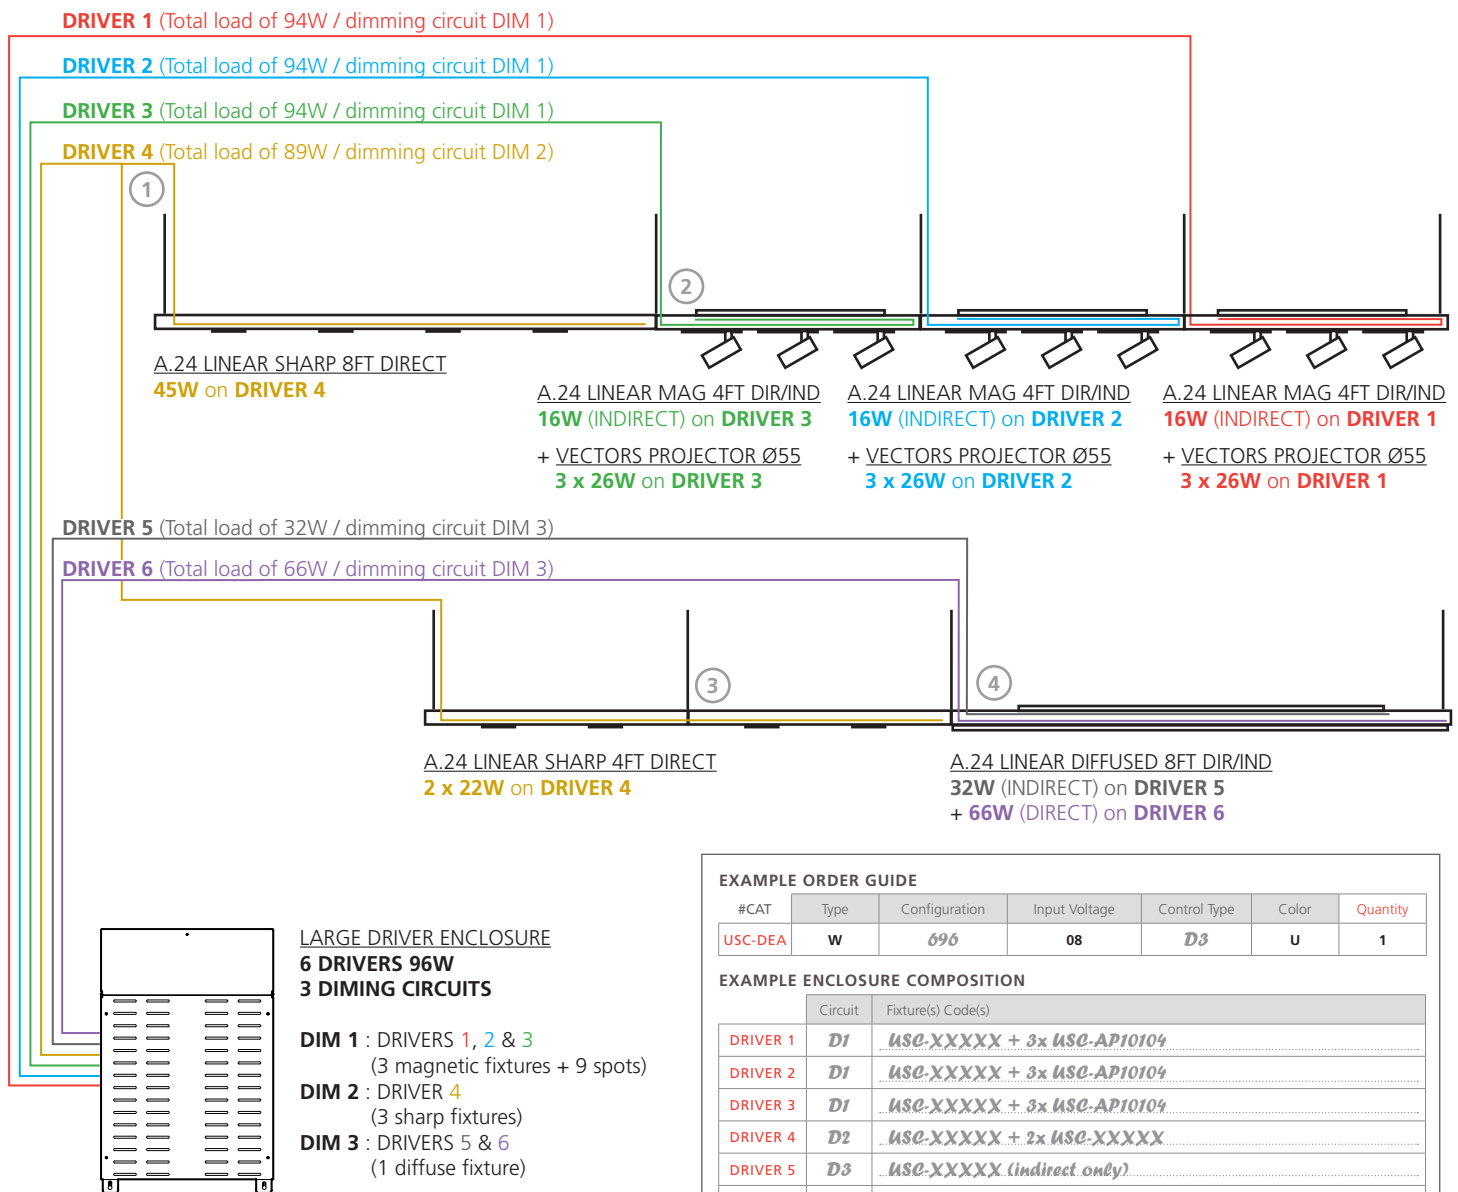 DRIVER 1 (Total load of 94W / dimming circuit DIM 1)
DRIVER 2 (Total load of 94W / dimming circuit DIM 1)
DRIVER 3 (Total load of 94W / dimming circuit DIM 1)
DRIVER 4 (Total load of 89W / dimming circuit DIM 2)
1
2
A.24 LINEAR SHARP 8FT DIRECT
45W on DRIVER 4
A.24 LINEAR MAG 4FT DIR/IND
16W (INDIRECT) on DRIVER 3
+ VECTORS PROJECTOR Ø55
3 x 26W on DRIVER 3
A.24 LINEAR MAG 4FT DIR/IND
16W (INDIRECT) on DRIVER 2
+ VECTORS PROJECTOR Ø55
3 x 26W on DRIVER 2
A.24 LINEAR MAG 4FT DIR/IND
16W (INDIRECT) on DRIVER 1
+ VECTORS PROJECTOR Ø55
3 x 26W on DRIVER 1
DRIVER 5 (Total load of 32W / dimming circuit DIM 3)
DRIVER 6 (Total load of 66W / dimming circuit DIM 3)
3
4
A.24 LINEAR SHARP 4FT DIRECT
2 x 22W on DRIVER 4
A.24 LINEAR DIFFUSED 8FT DIR/IND
32W (INDIRECT) on DRIVER 5
+ 66W (DIRECT) on DRIVER 6
LARGE DRIVER ENCLOSURE
6 DRIVERS 96W
3 DIMING CIRCUITS
DIM 1 : DRIVERS 1, 2 & 3
(3 magnetic fixtures + 9 spots)
DIM 2 : DRIVER 4
(3 sharp fixtures)
DIM 3 : DRIVERS 5 & 6
(1 diffuse fixture)
EXAMPLE ORDER GUIDE
#CAT Type Configuration Input Voltage Control Type Color Quantity
USC-DEA W 696 08 D3 U 1
EXAMPLE ENCLOSURE COMPOSITION
Circuit Fixture(s) Code(s)
DRIVER 1 D1 USC-XXXXX + 3x USC-AP10104
DRIVER 2 D1 USC-XXXXX + 3x USC-AP10104
DRIVER 3 D1 USC-XXXXX + 3x USC-AP10104
DRIVER 4 D2 USC-XXXXX + 2x USC-XXXXX
DRIVER 5 D3 USC-XXXXX (indirect only)